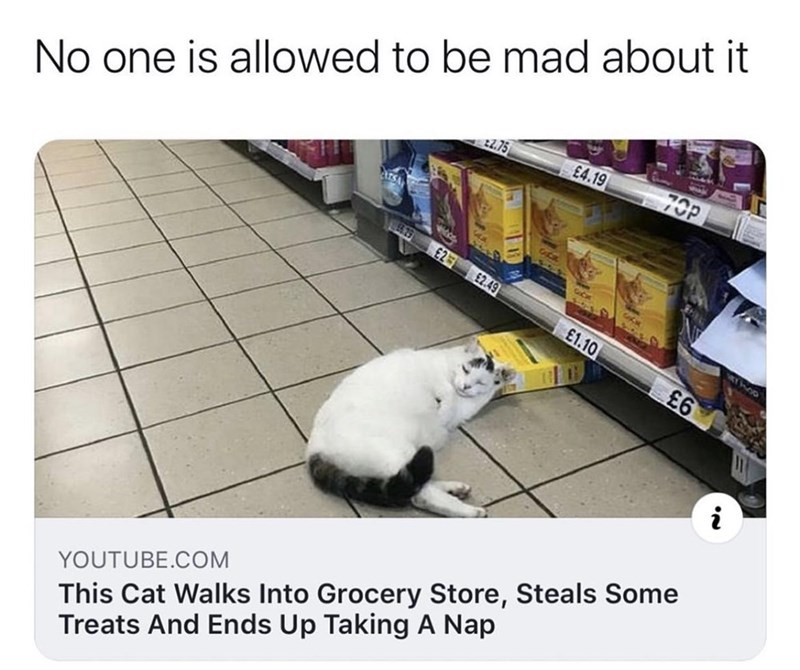 No one is allowed to be mad about it
£2.75
£4.19
70p
£2
£2.49
£1.10
£6
i
YOUTUBE.COM
This Cat Walks Into Grocery Store, Steals Some
Treats And Ends Up Taking A Nap